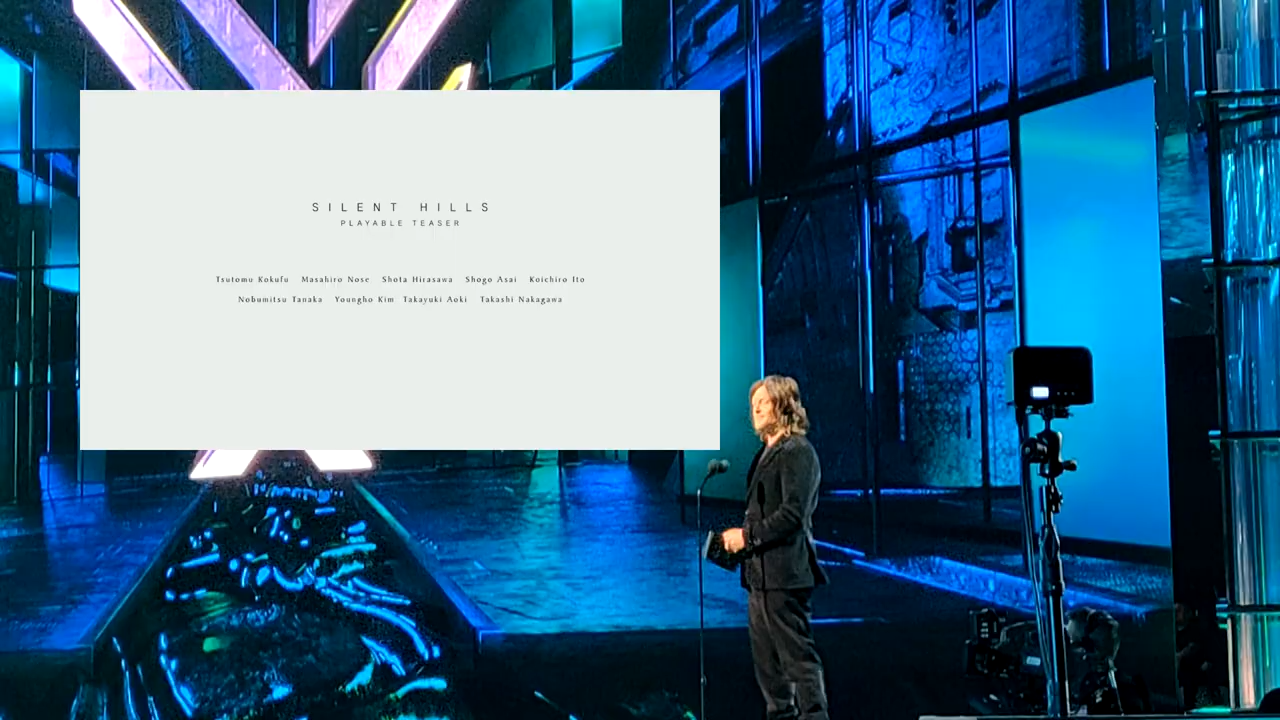 SILENT HILLS
PLAYABLE TEASER
Tsutomu Kokufu Masahiro Nose Shota Hirasawa Shogo Asai Koichiro Ito
Nobumitsu Tanaka Youngho Kim Takayuki Aoki Takashi Nakagawa